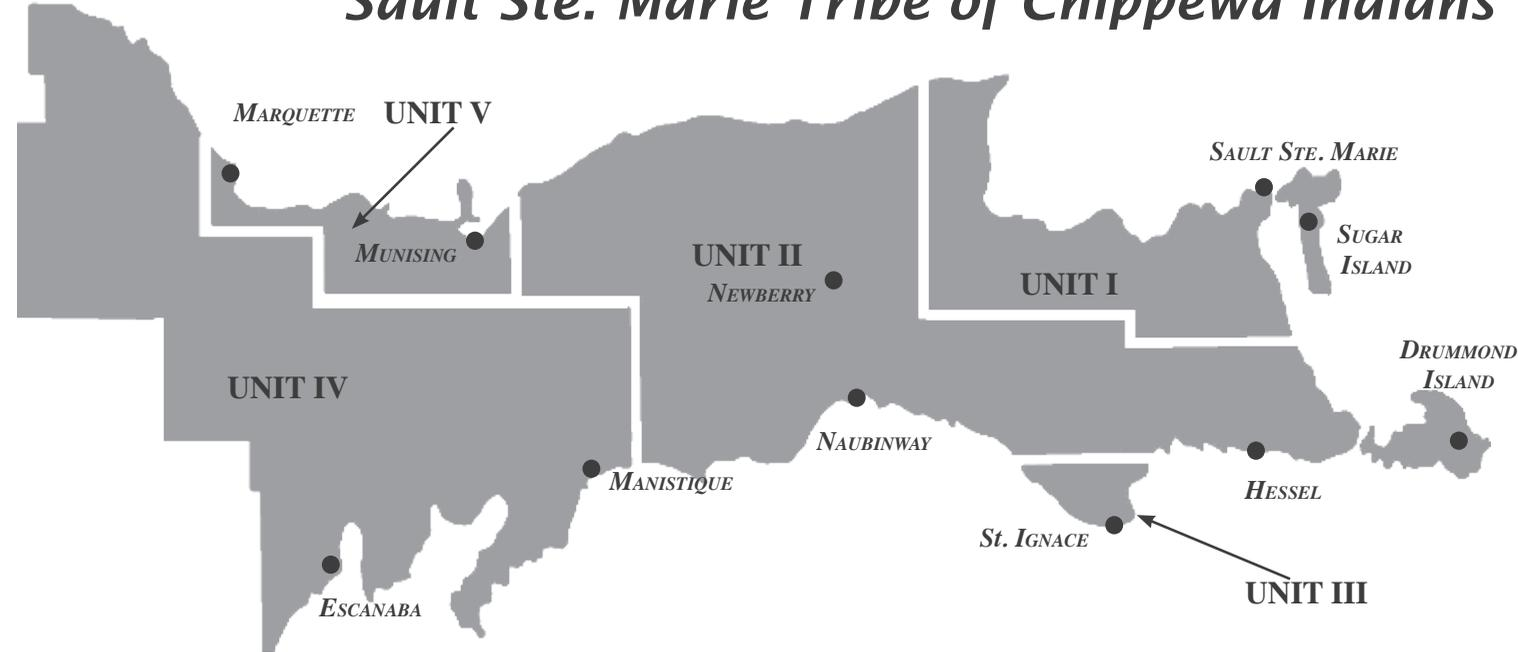 Sault Ste. Marie Tribe of Chippewa Indians
MARQUETTE
UNIT V
SAULT STE. MARIE
SUGAR
ISLAND
MUNISING
UNIT II
NEWBERRY
UNIT I
DRUMMOND
ISLAND
UNIT IV
NAUBINWAY
MANISTIQUE
HESSEL
St. IGNACE
UNIT III
ESCANABA